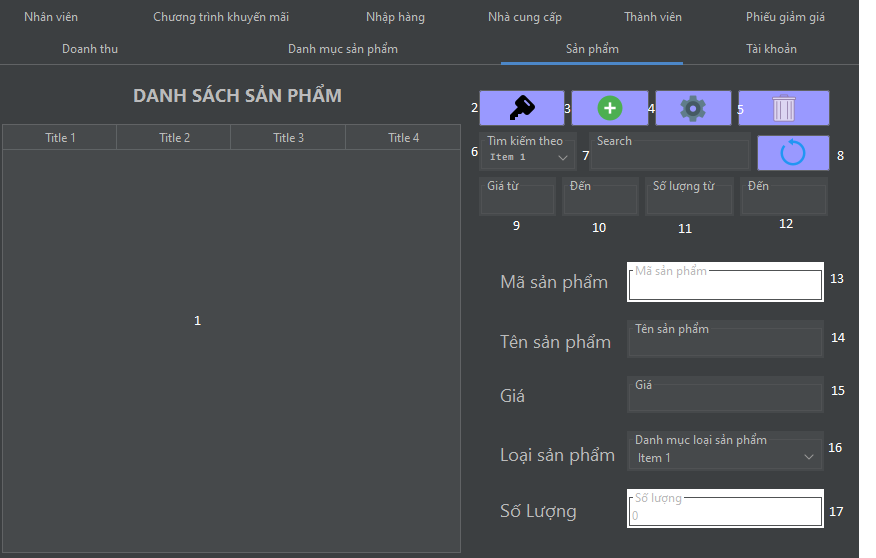 Nhân viên Chương trình khuyến mãi Nhập hàng Nhà cung cấp Thành viên Phiếu giảm giá
Doanh thu Danh mục sản phẩm Sản phẩm Tài khoản
DANH SÁCH SẢN PHẨM
Title 1 Title 2 Title 3 Title 4
1
2 3 4 5
6 Tìm kiếm theo 7 Search 8
Item 1
Giá từ Đến Số lượng từ Đến
9 10 11 12
Mã sản phẩm Mã sản phẩm 13
Tên sản phẩm Tên sản phẩm 14
Giá Giá 15
Loại sản phẩm Danh mục loại sản phẩm 16
Item 1
Số Lượng Số lượng 17
0